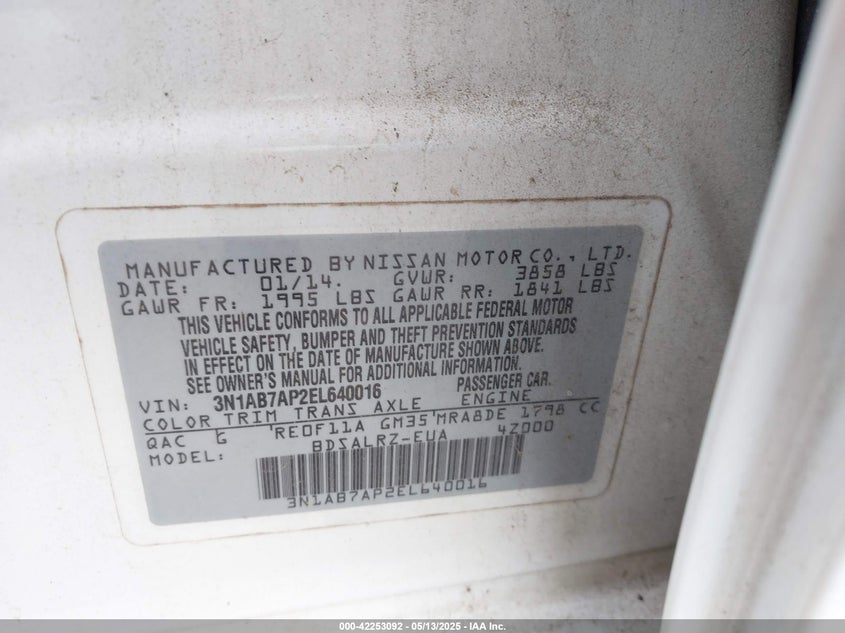 MANUFACTURED BY NISSAN MOTOR CO., LTD.
DATE: 01/14. GVWR: 3858 LBS
GAWR FR: 1995 LBS GAWR RR: 1841 LBS
THIS VEHICLE CONFORMS TO ALL APPLICABLE FEDERAL MOTOR
VEHICLE SAFETY, BUMPER AND THEFT PREVENTION STANDARDS
IN EFFECT ON THE DATE OF MANUFACTURE SHOWN ABOVE.
SEE OWNER'S MANUAL FOR ADDITIONAL INFORMATION.
VIN: 3N1AB7AP2EL640016 PASSENGER CAR.
COLOR TRIM TRANS AXLE ENGINE
QAC G 'RE0F11A GM35'MRA8DE 1798 CC
MODEL: BDSALRZ-EUA 4Z000
3N1AB7AP2EL640016
000-42253092 - 05/13/2025 - IAA Inc.